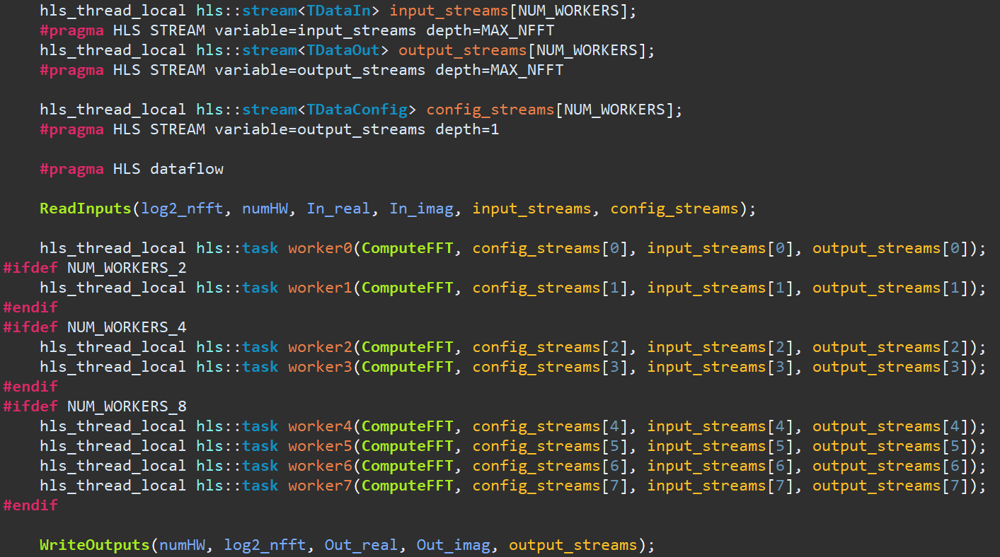 hls_thread_local hls::stream<TDataIn> input_streams[NUM_WORKERS];
#pragma HLS STREAM variable=input_streams depth=MAX_NFFT
hls_thread_local hls::stream<TDataOut> output_streams[NUM_WORKERS];
#pragma HLS STREAM variable=output_streams depth=MAX_NFFT
hls_thread_local hls::stream<TDataConfig> config_streams[NUM_WORKERS];
#pragma HLS STREAM variable=output_streams depth=1
#pragma HLS dataflow
ReadInputs(log2_nfft, numHW, In_real, In_imag, input_streams, config_streams);
hls_thread_local hls::task worker0(ComputeFFT, config_streams[0], input_streams[0], output_streams[0]);
#ifdef NUM_WORKERS_2
hls_thread_local hls::task worker1(ComputeFFT, config_streams[1], input_streams[1], output_streams[1]);
#endif
#ifdef NUM_WORKERS_4
hls_thread_local hls::task worker2(ComputeFFT, config_streams[2], input_streams[2], output_streams[2]);
hls_thread_local hls::task worker3(ComputeFFT, config_streams[3], input_streams[3], output_streams[3]);
#endif
#ifdef NUM_WORKERS_8
hls_thread_local hls::task worker4(ComputeFFT, config_streams[4], input_streams[4], output_streams[4]);
hls_thread_local hls::task worker5(ComputeFFT, config_streams[5], input_streams[5], output_streams[5]);
hls_thread_local hls::task worker6(ComputeFFT, config_streams[6], input_streams[6], output_streams[6]);
hls_thread_local hls::task worker7(ComputeFFT, config_streams[7], input_streams[7], output_streams[7]);
#endif
WriteOutputs(numHW, log2_nfft, Out_real, Out_imag, output_streams);